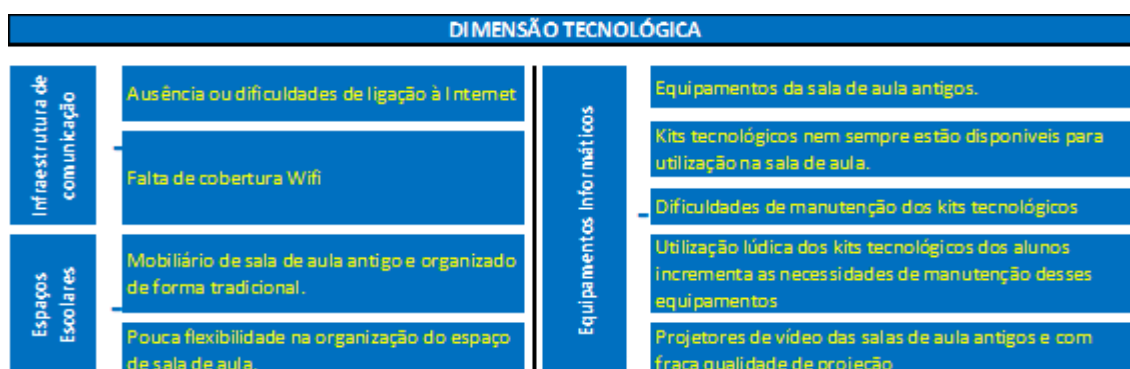 DIMENSÃO TECNOLÓGICA
Infraestrutura de
comunicação
Ausência ou dificuldades de ligação à Internet
Falta de cobertura Wifi
Espaços
Escolares
Mobiliário de sala de aula antigo e organizado
de forma tradicional.
Pouca flexibilidade na organização do espaço
de sala de aula.
Equipamentos Informáticos
Equipamentos da sala de aula antigos.
Kits tecnológicos nem sempre estão disponiveis para
utilização na sala de aula.
Dificuldades de manutenção dos kits tecnológicos
Utilização lúdica dos kits tecnológicos dos alunos
incrementa as necessidades de manutenção desses
equipamentos
Projetores de vídeo das salas de aula antigos e com
fraca qualidade de projeção